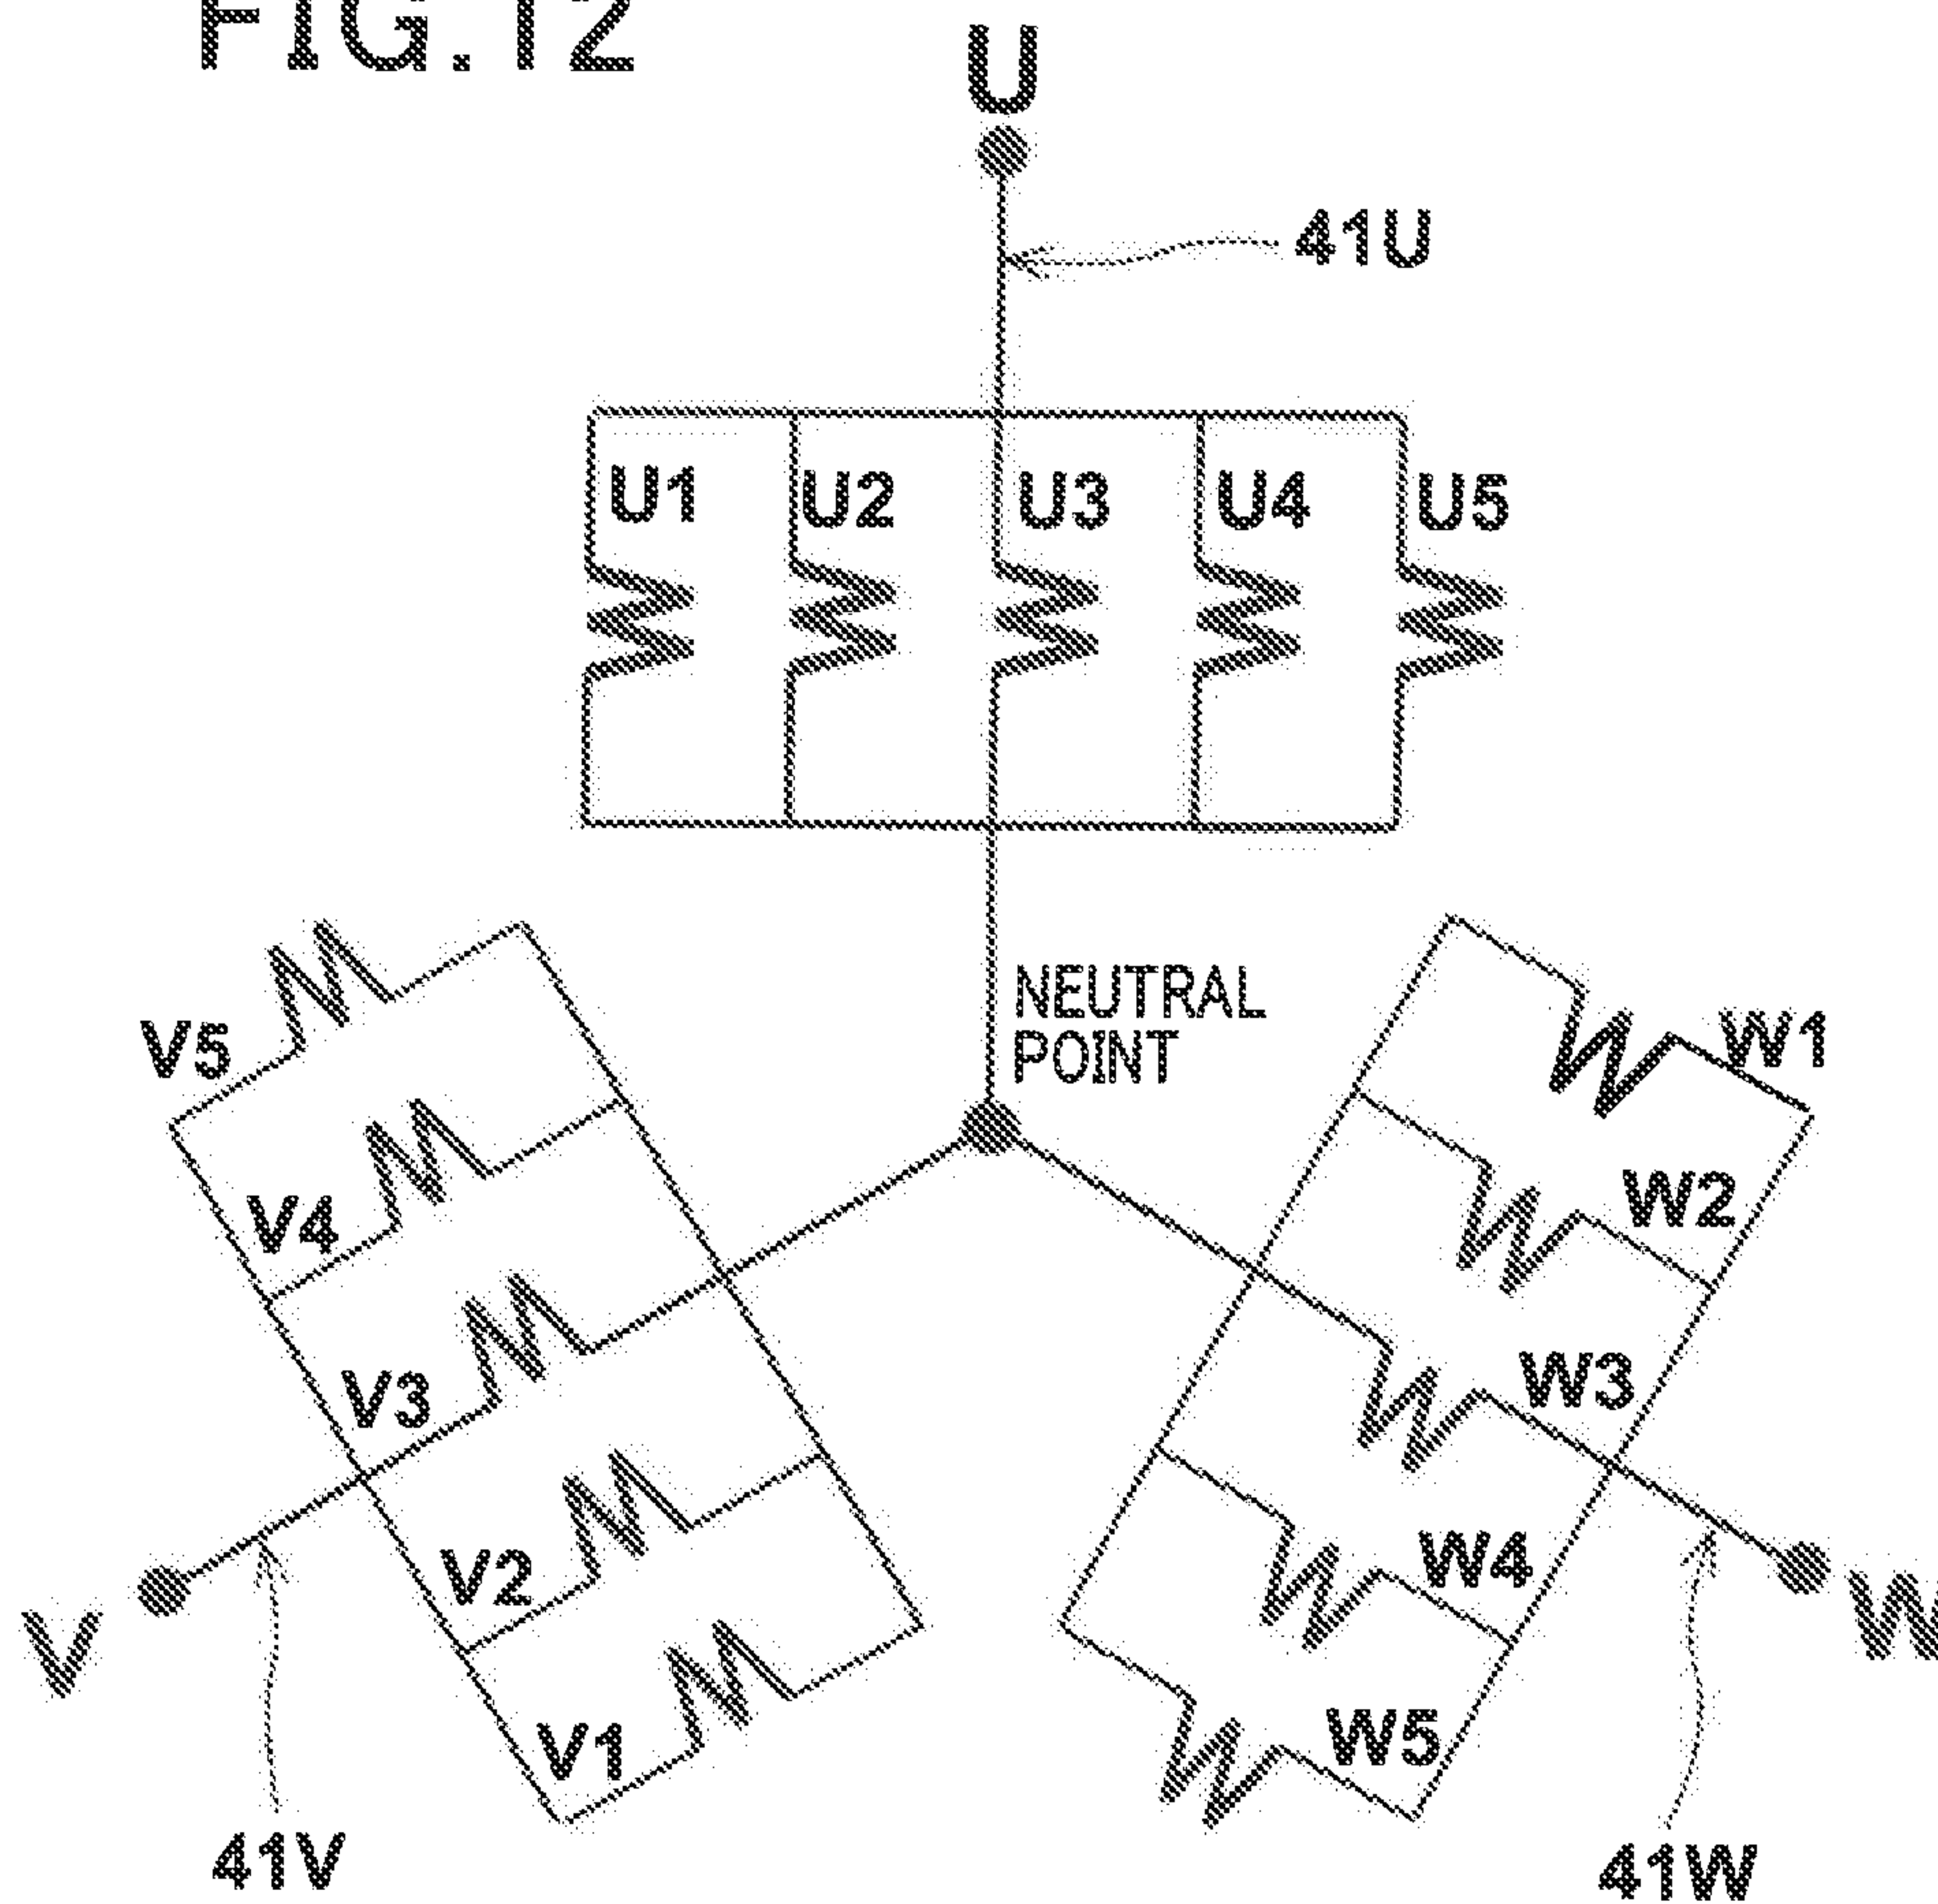 FIG.12
U
41U
U1 U2 U3 U4 U5
NEUTRAL
POINT
V5
V4
V3
V2
V1
V
41V
W1
W2
W3
W4
W5
W
41W